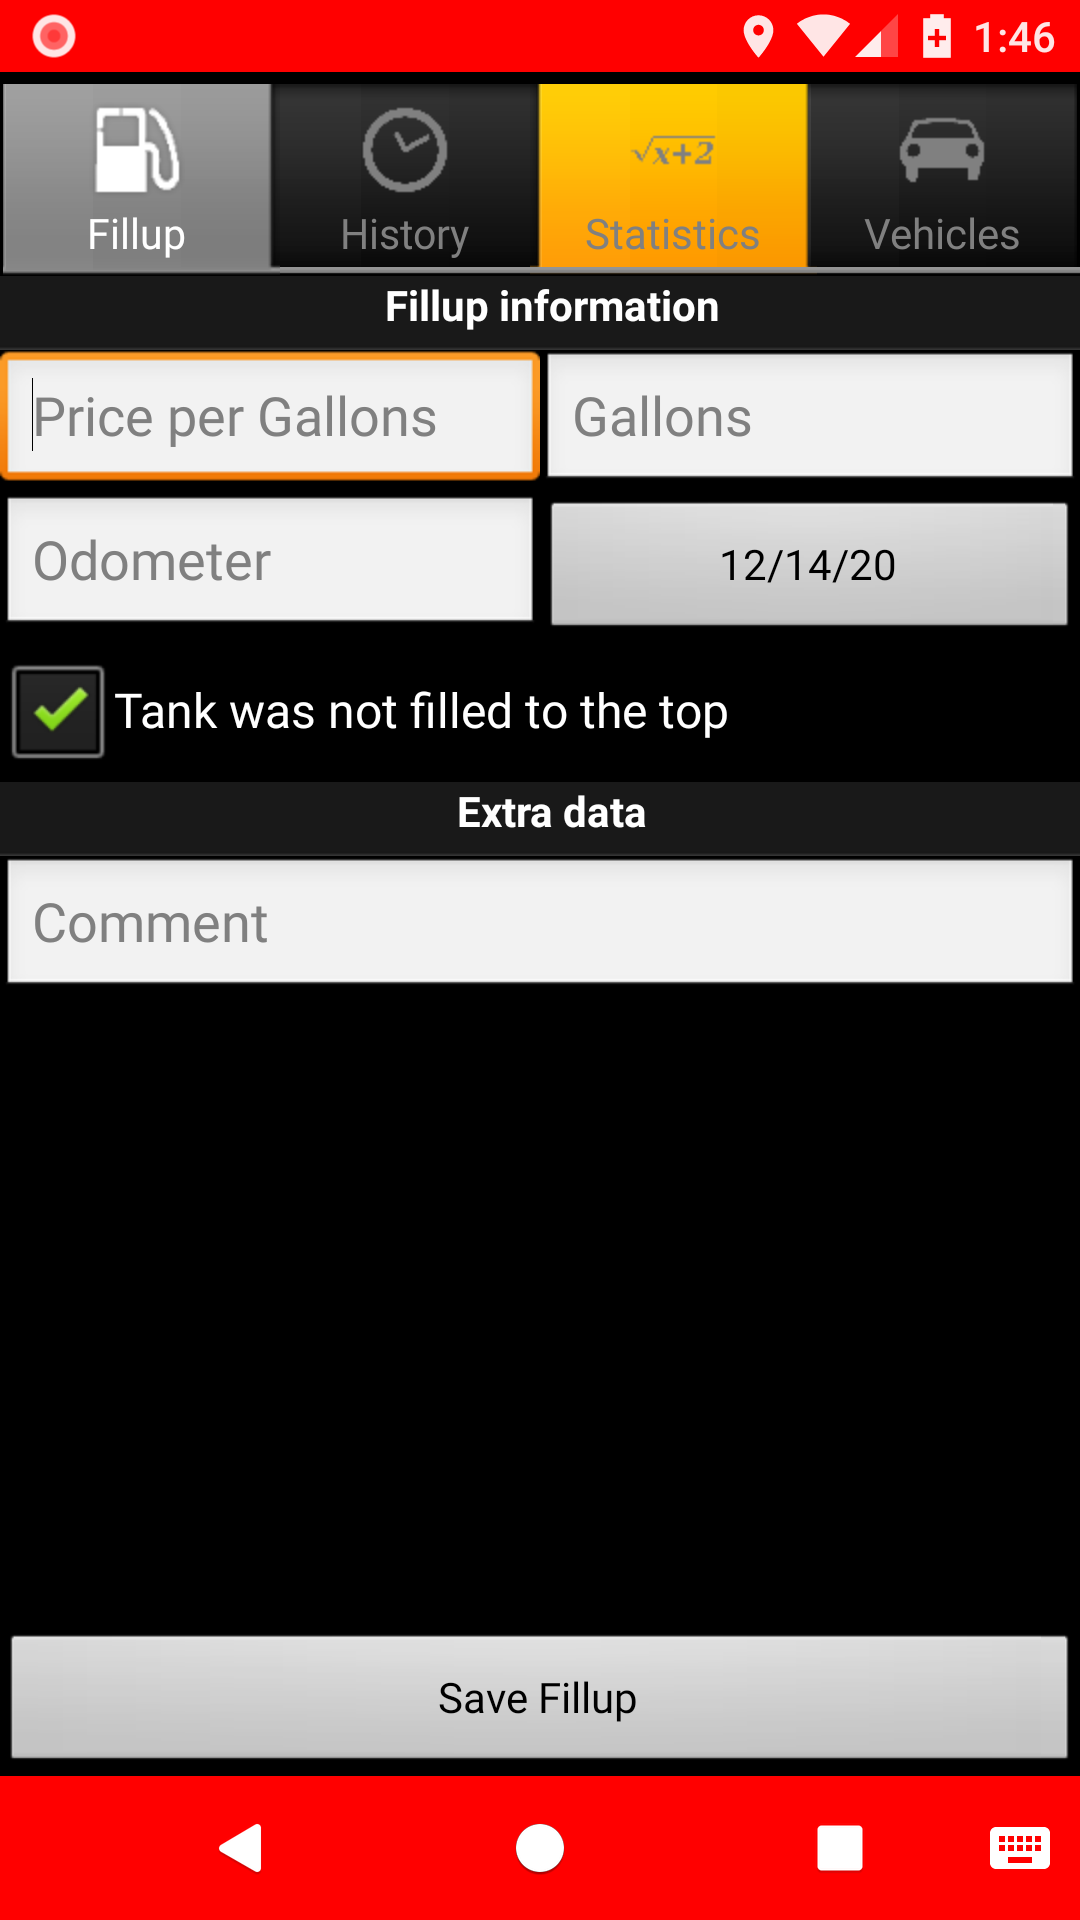 1:46
√x+2
Fillup
History
Statistics
Vehicles
Fillup information
Price per Gallons
Gallons
Odometer
12/14/20
Tank was not filled to the top
Extra data
Comment
Save Fillup